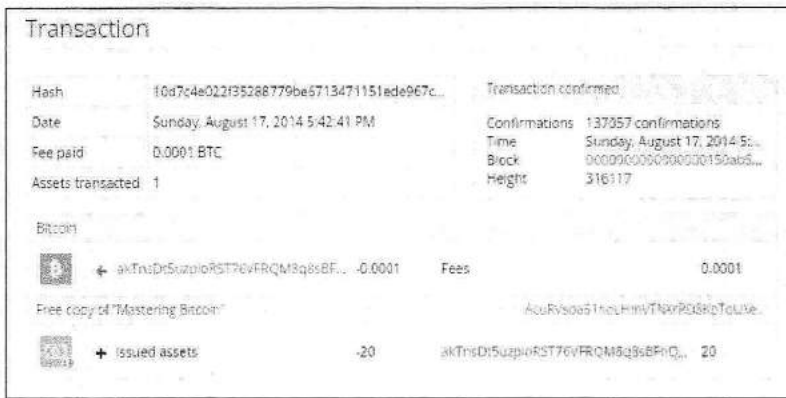 Transaction
Hash 10d7c4e022f35288779be6713471151ede967c...
Date Sunday, August 17, 2014 5:42:41 PM
Fee paid 0.0001 BTC
Assets transacted 1
Transaction confirmed
Confirmations 137057 confirmations
Time Sunday, August 17, 2014 5:...
Block
Height 316117
Bitcoin
-0.0001 Fees 0.0001
Free copy of "Mastering Bitcoin"
+ Issued assets -20 20